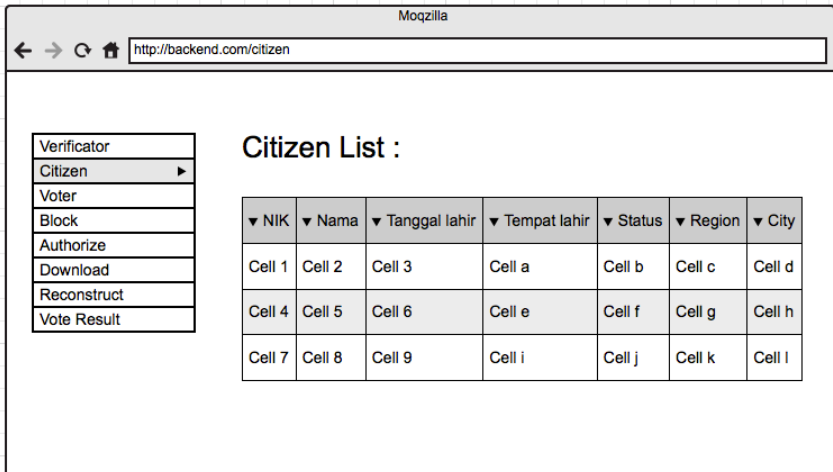 Moqzilla
http://backend.com/citizen
Verificator
Citizen
Voter
Block
Authorize
Download
Reconstruct
Vote Result
Citizen List :
NIK Nama Tanggal lahir Tempat lahir Status Region City
Cell 1 Cell 2 Cell 3 Cell a Cell b Cell c Cell d
Cell 4 Cell 5 Cell 6 Cell e Cell f Cell g Cell h
Cell 7 Cell 8 Cell 9 Cell i Cell j Cell k Cell l